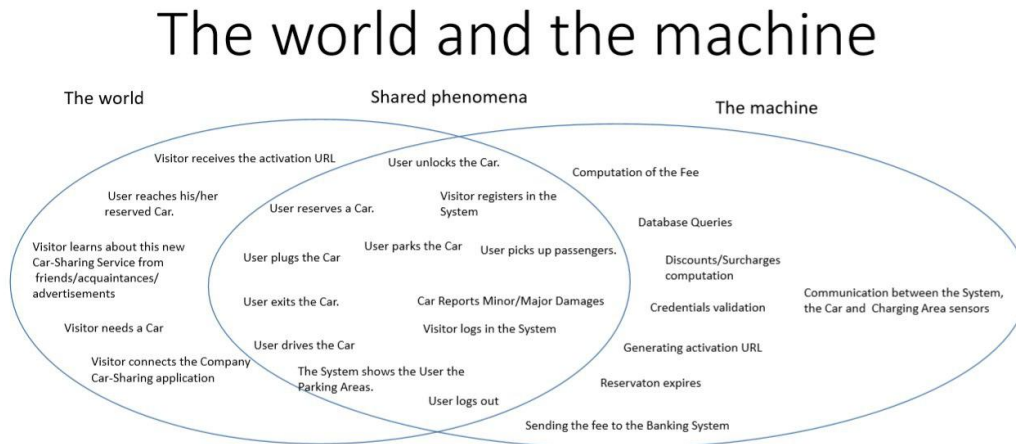 The world and the machine
The world
Shared phenomena
The machine
Visitor receives the activation URL
User reaches his/her
reserved Car.
Visitor learns about this new
Car-Sharing Service from
friends/acquaintances/
advertisements
Visitor needs a Car
Visitor connects the Company
Car-Sharing application
User unlocks the Car.
User reserves a Car.
Visitor registers in the
System
User plugs the Car
User parks the Car
User picks up passengers.
User exits the Car.
Car Reports Minor/Major Damages
Visitor logs in the System
User drives the Car
The System shows the User the
Parking Areas.
User logs out
Computation of the Fee
Database Queries
Discounts/Surcharges
computation
Credentials validation
Communication between the System,
the Car and Charging Area sensors
Generating activation URL
Reservaton expires
Sending the fee to the Banking System